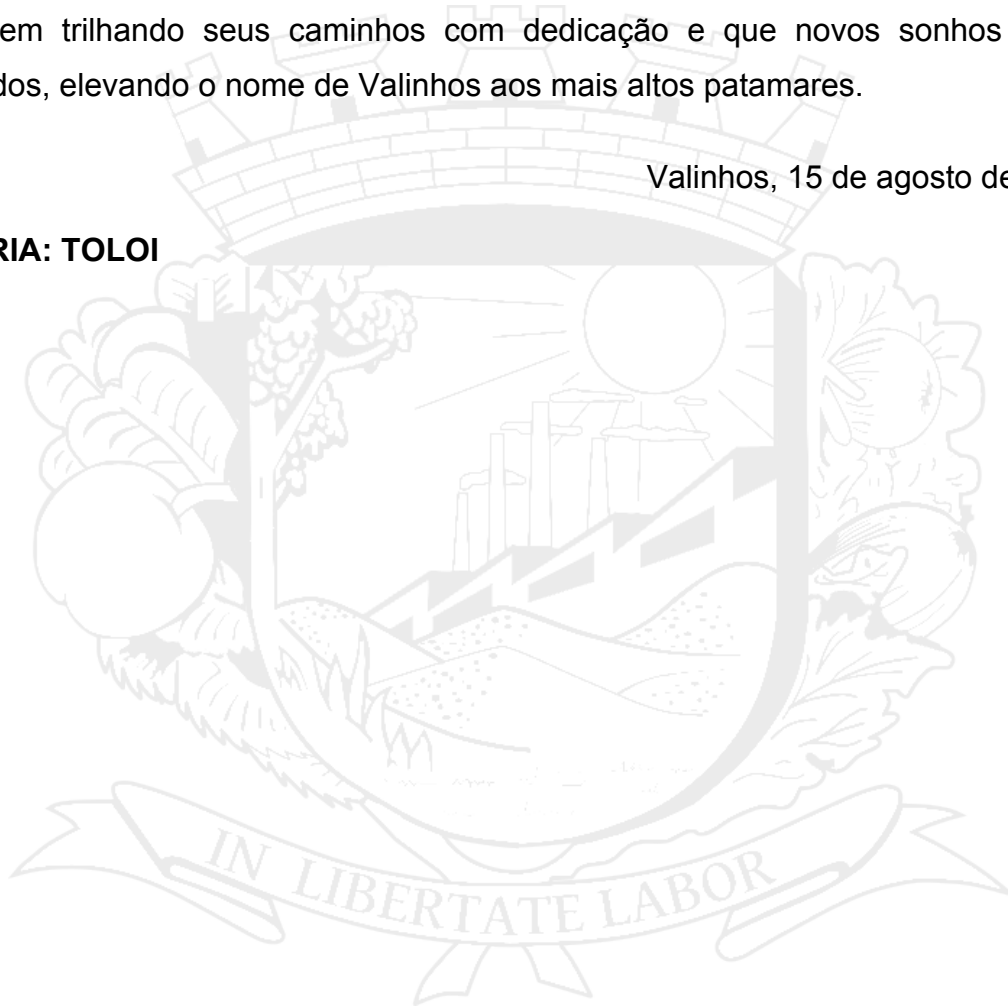 em trilhando seus caminhos com dedicação e que novos sonhos
dos, elevando o nome de Valinhos aos mais altos patamares.
Valinhos, 15 de agosto de
RIA: TOLOI
IN LIBERTATE LABOR